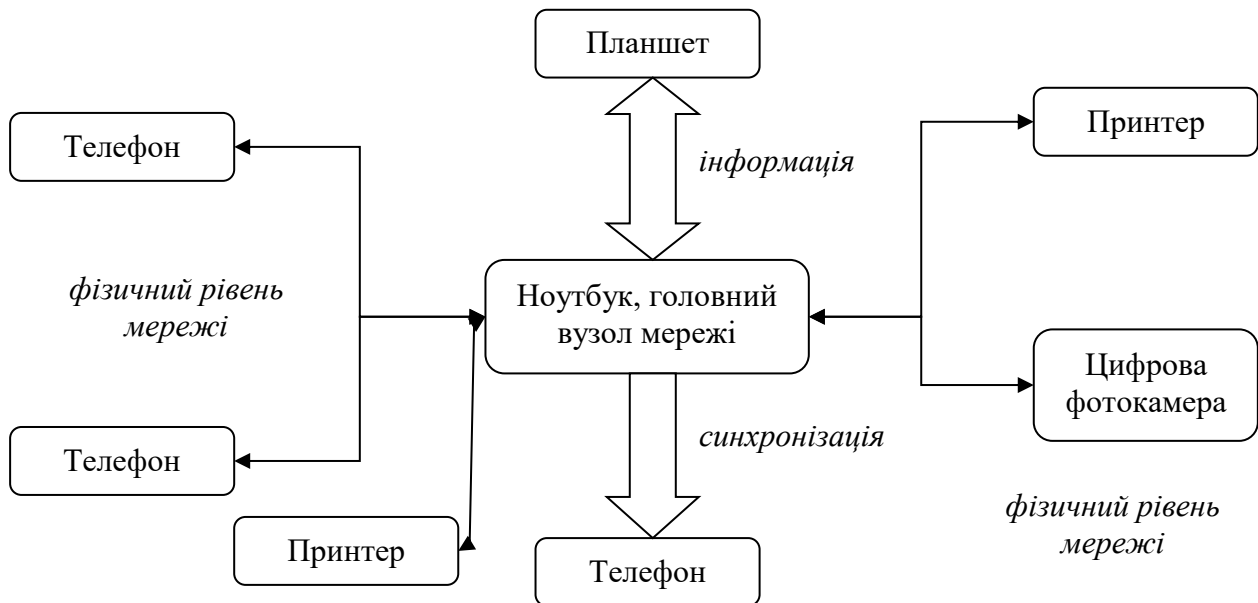 Планшет
Телефон
Принтер
інформація
фізичний рівень
мережі
Ноутбук, головний
вузол мережі
Цифрова
фотокамера
Телефон
синхронізація
Принтер
Телефон
фізичний рівень
мережі